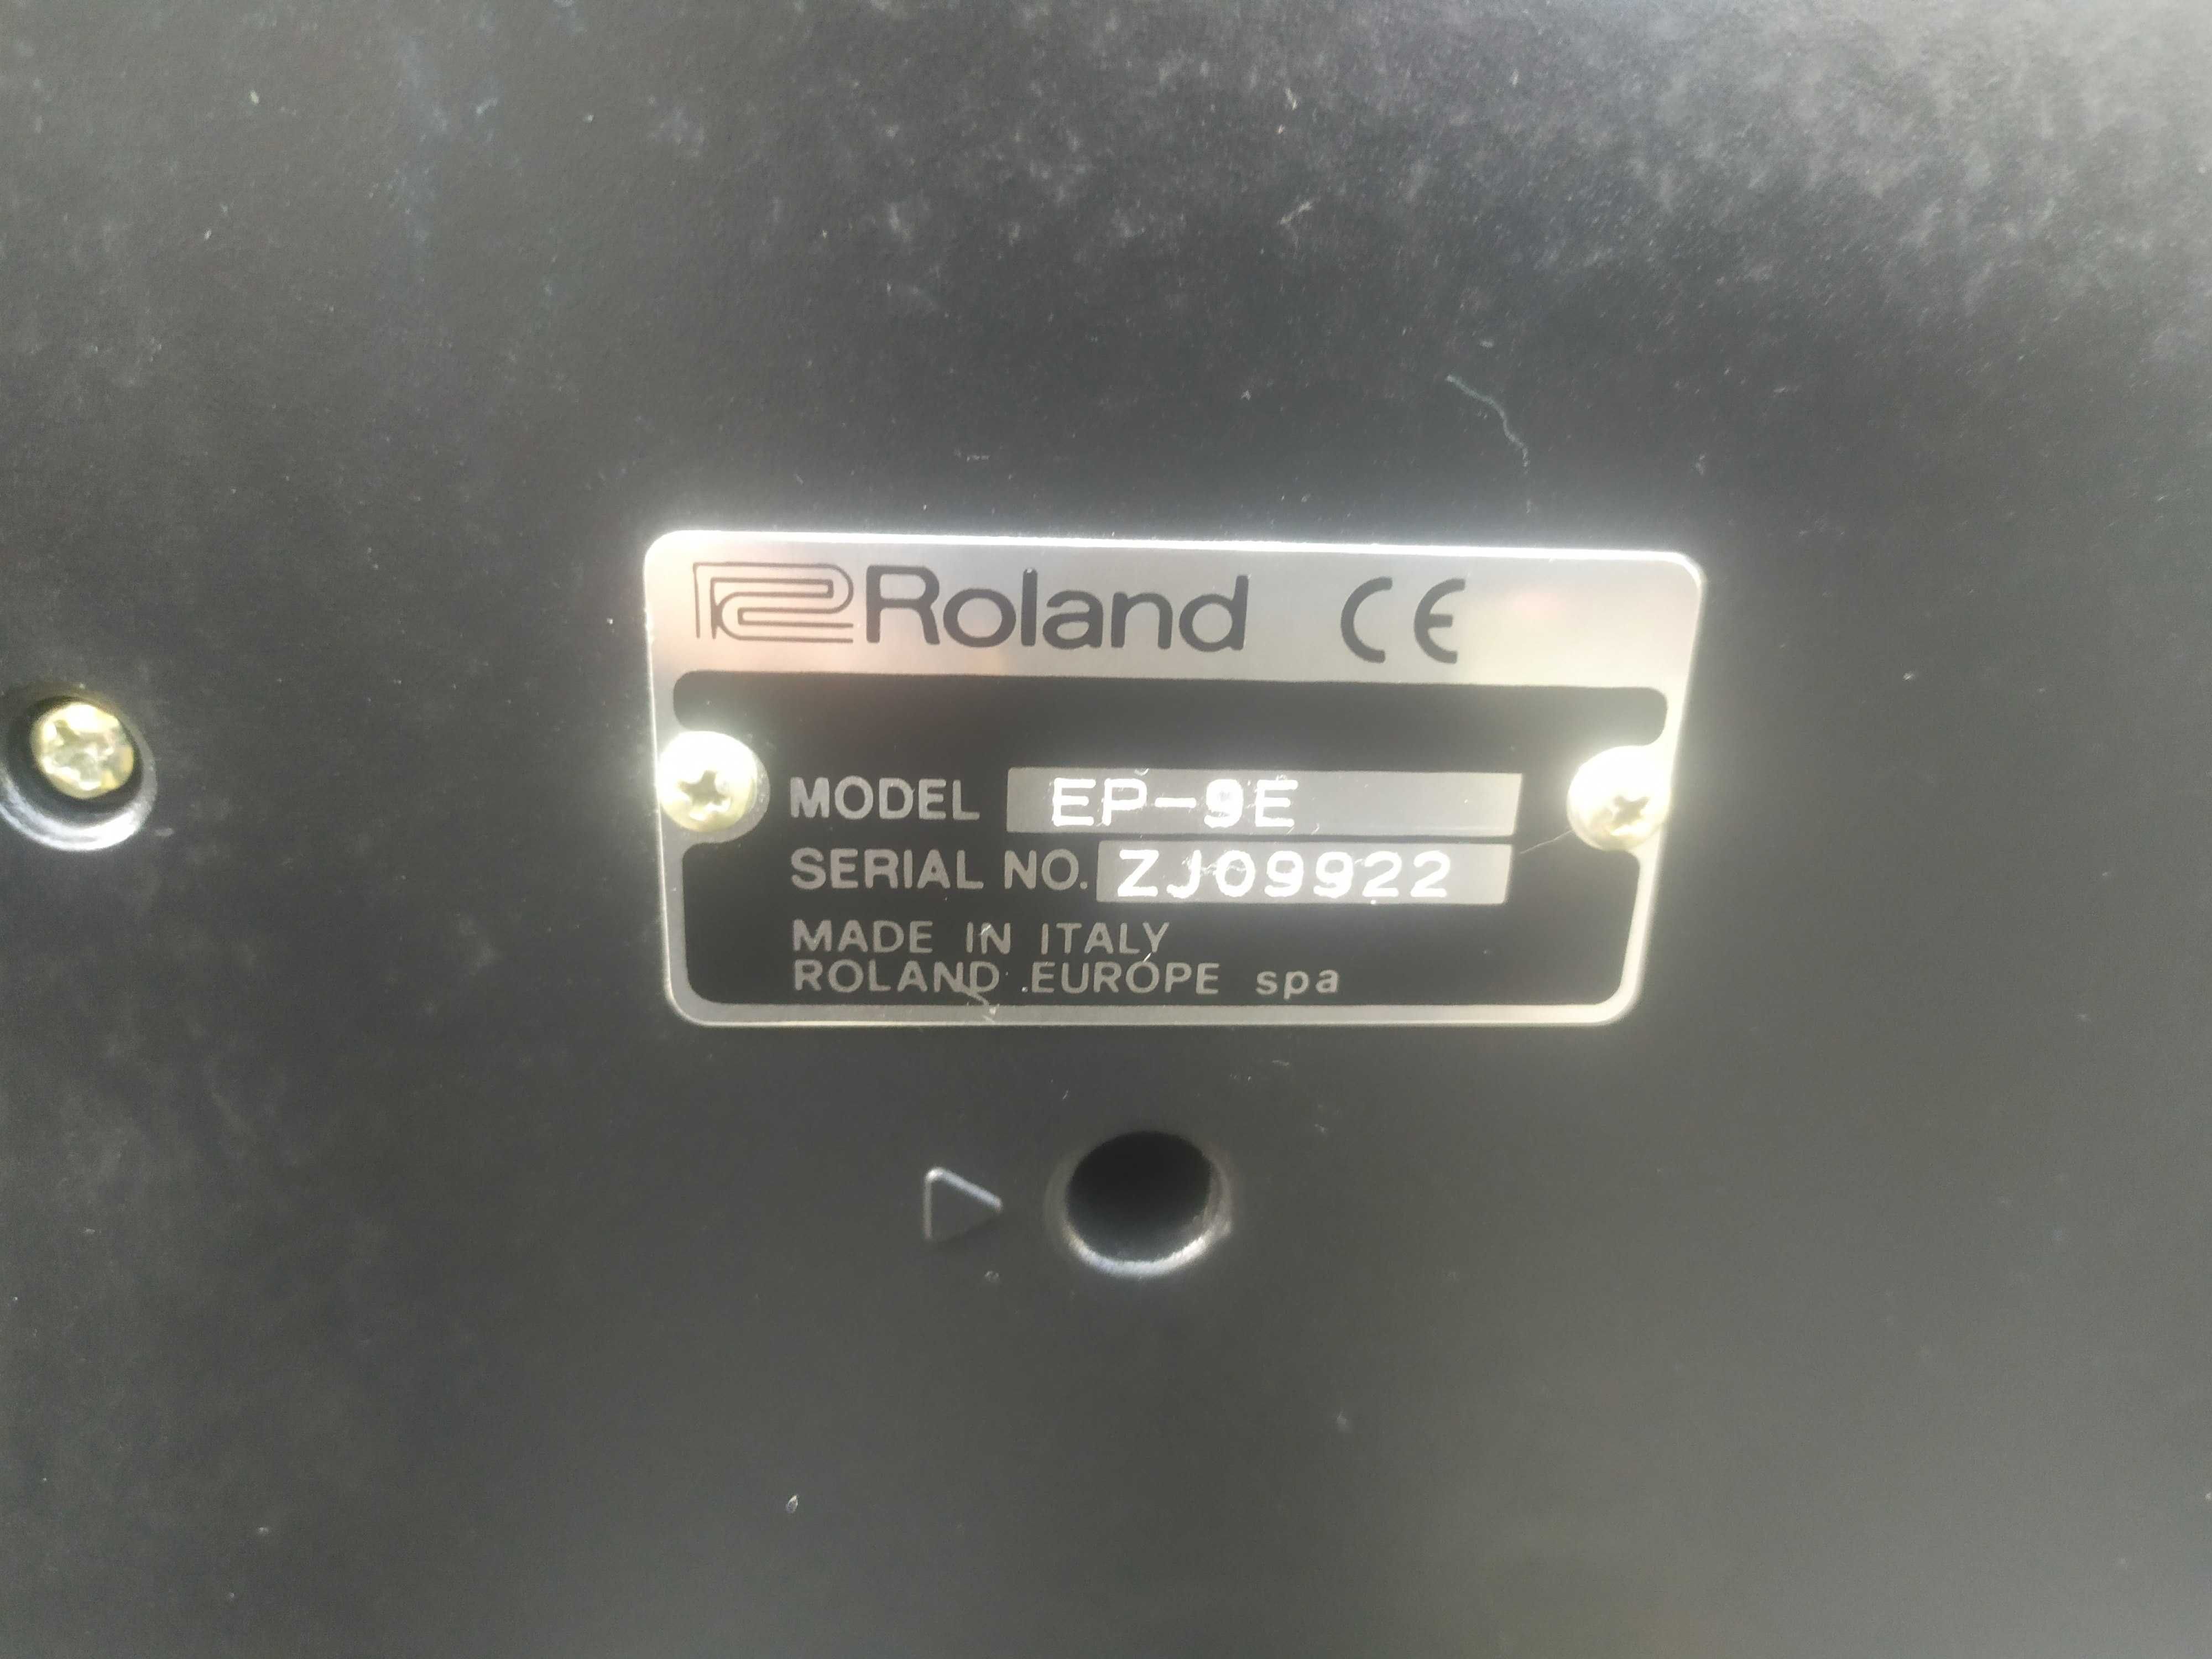 Roland CE
MODEL EP-9E
SERIAL NO. ZJ09922
MADE IN ITALY
ROLAND EUROPE spa